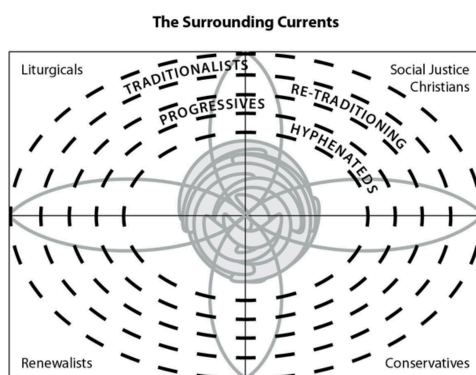 The Surrounding Currents
Liturgicals
Social Justice
Christians
TRADITIONALISTS
RE-TRADITIONING
PROGRESSIVES
HYPHENATEDS
Renewalists
Conservatives